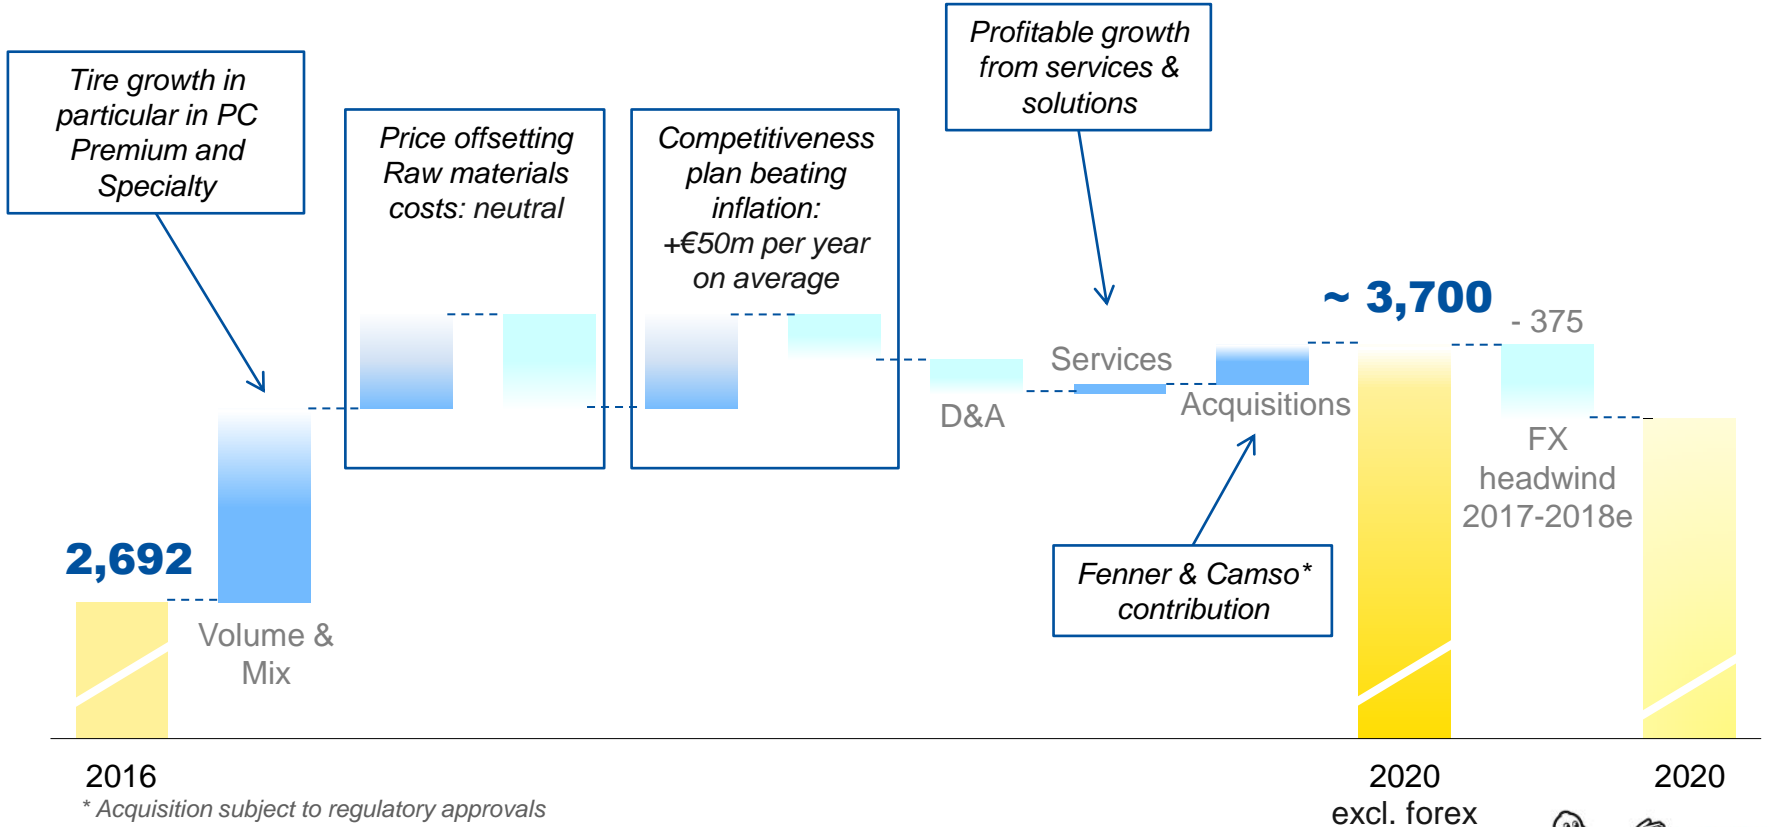 Tire growth in
particular in PC
Premium and
Specialty
Price offsetting
Raw materials
costs: neutral
Competitiveness
plan beating
inflation:
+€50m per year
on average
Profitable growth
from services &
solutions
~ 3,700
- 375
Services
D&A
Acquisitions
FX
headwind
2017-2018e
2,692
Volume &
Mix
Fenner & Camso*
contribution
2016
2020
excl. forex
2020
* Acquisition subject to regulatory approvals